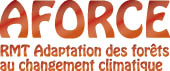 AFORCE
RMT Adaptation des forêts
au changement climatique